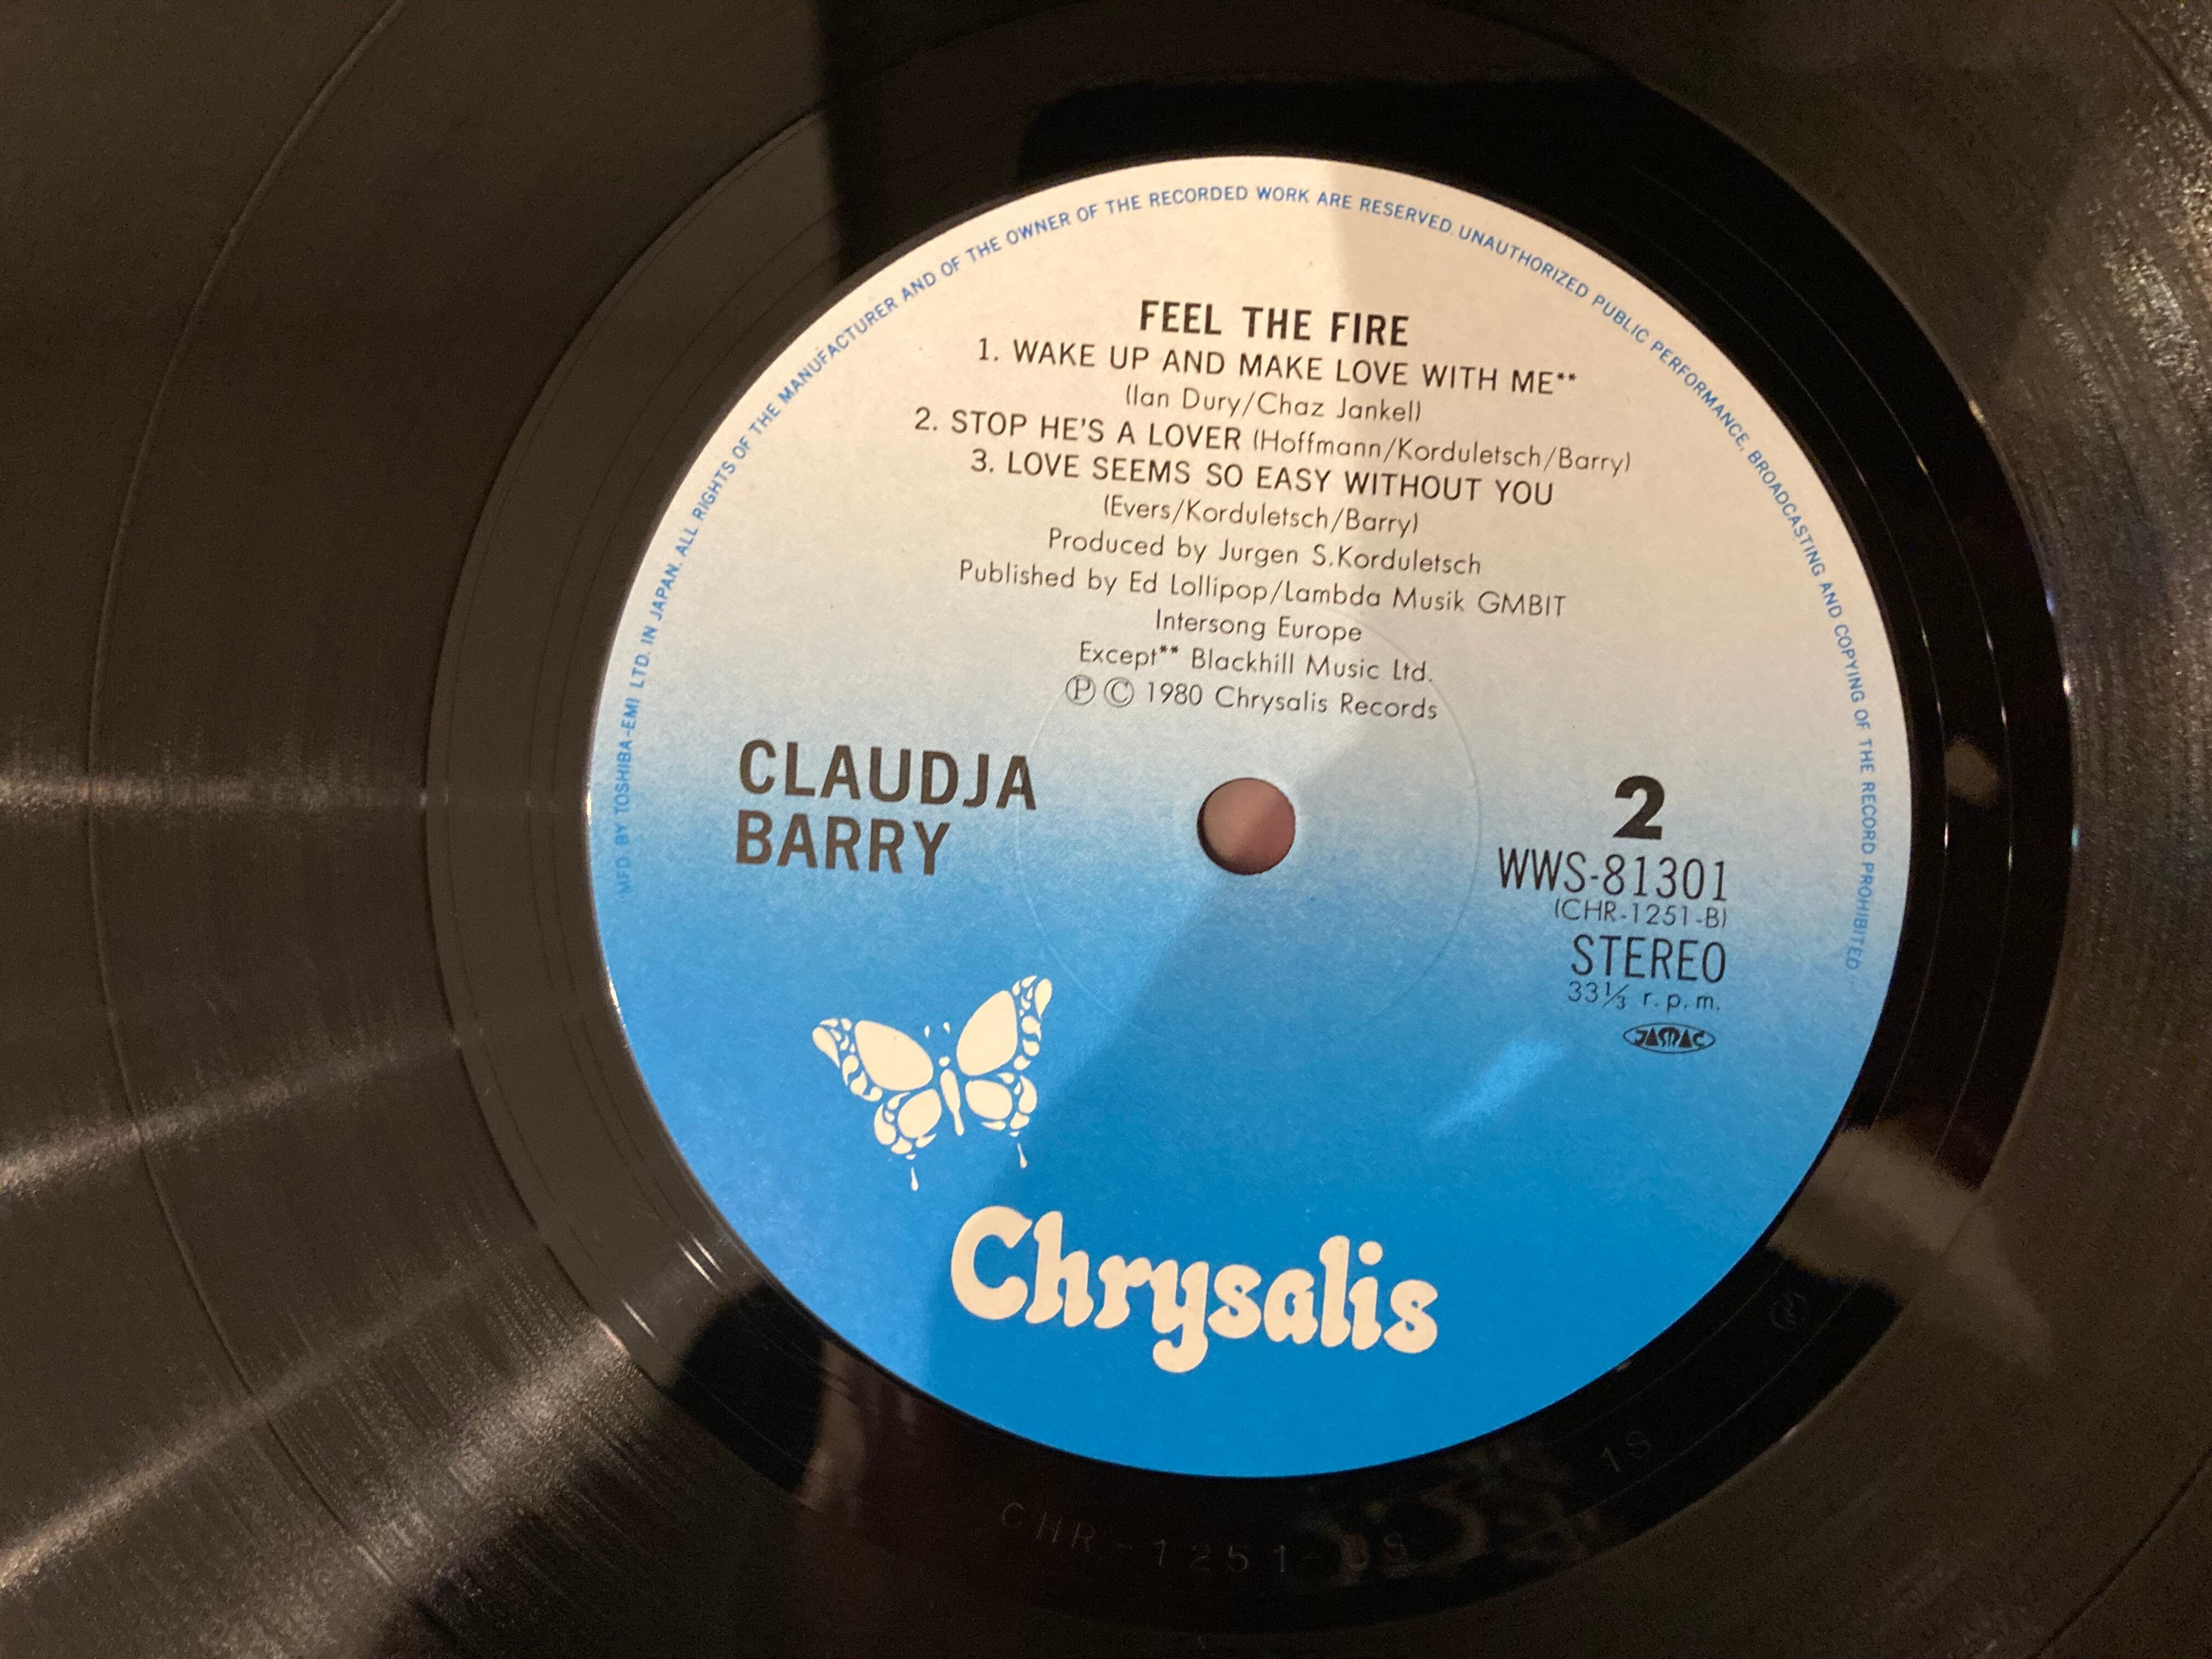 MFD. BY TOSHIBA-EMI LTD. IN JAPAN. ALL RIGHTS OF THE MANUFACTURER AND OF THE OWNER OF THE RECORDED WORK ARE RESERVED. UNAUTHORIZED PUBLIC PERFORMANCE, BROADCASTING AND COPYING OF THE RECORD PROHIBITED.
FEEL THE FIRE
1. WAKE UP AND MAKE LOVE WITH ME**
(Ian Dury/Chaz Jankel)
2. STOP HE'S A LOVER (Hoffmann/Korduletsch/Barry)
3. LOVE SEEMS SO EASY WITHOUT YOU
(Evers/Korduletsch/Barry)
Produced by Jurgen S.Korduletsch
Published by Ed Lollipop/Lambda Musik GMBIT
Intersong Europe
Except** Blackhill Music Ltd.
Ⓟ Ⓒ 1980 Chrysalis Records
CLAUDJA
BARRY
2
WWS-81301
(CHR-1251-B)
STEREO
33⅓ r.p.m.
JASRAC
Chrysalis
1S
CHR-1251-